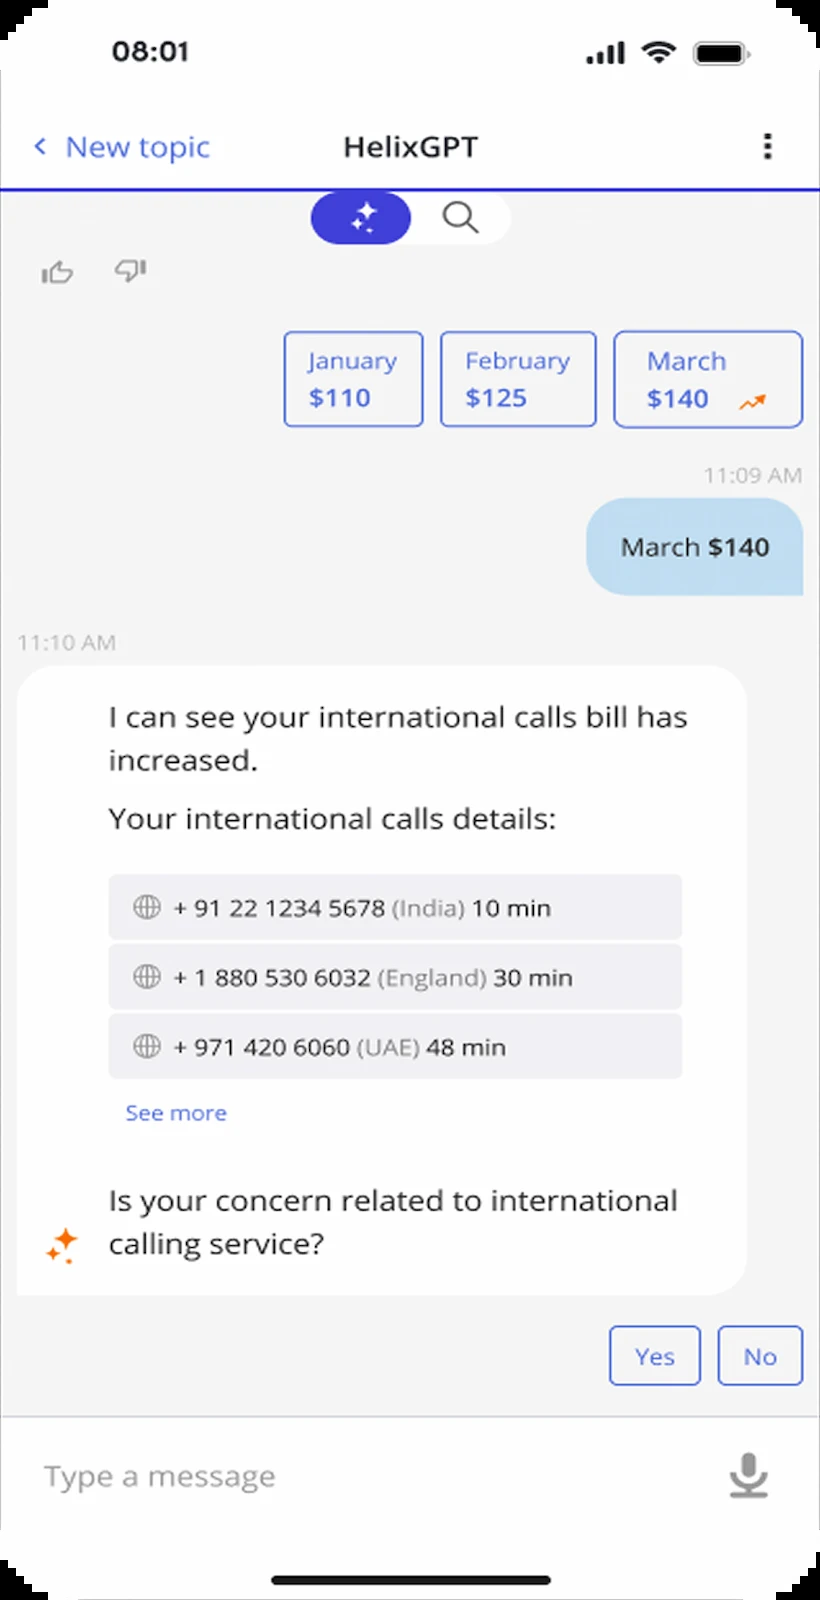 08:01
New topic
HelixGPT
January
$110
February
$125
March
$140
11:09 AM
March $140
11:10 AM
I can see your international calls bill has
increased.
Your international calls details:
+ 91 22 1234 5678 (India) 10 min
+ 1 880 530 6032 (England) 30 min
+ 971 420 6060 (UAE) 48 min
See more
Is your concern related to international
calling service?
Yes
No
Type a message